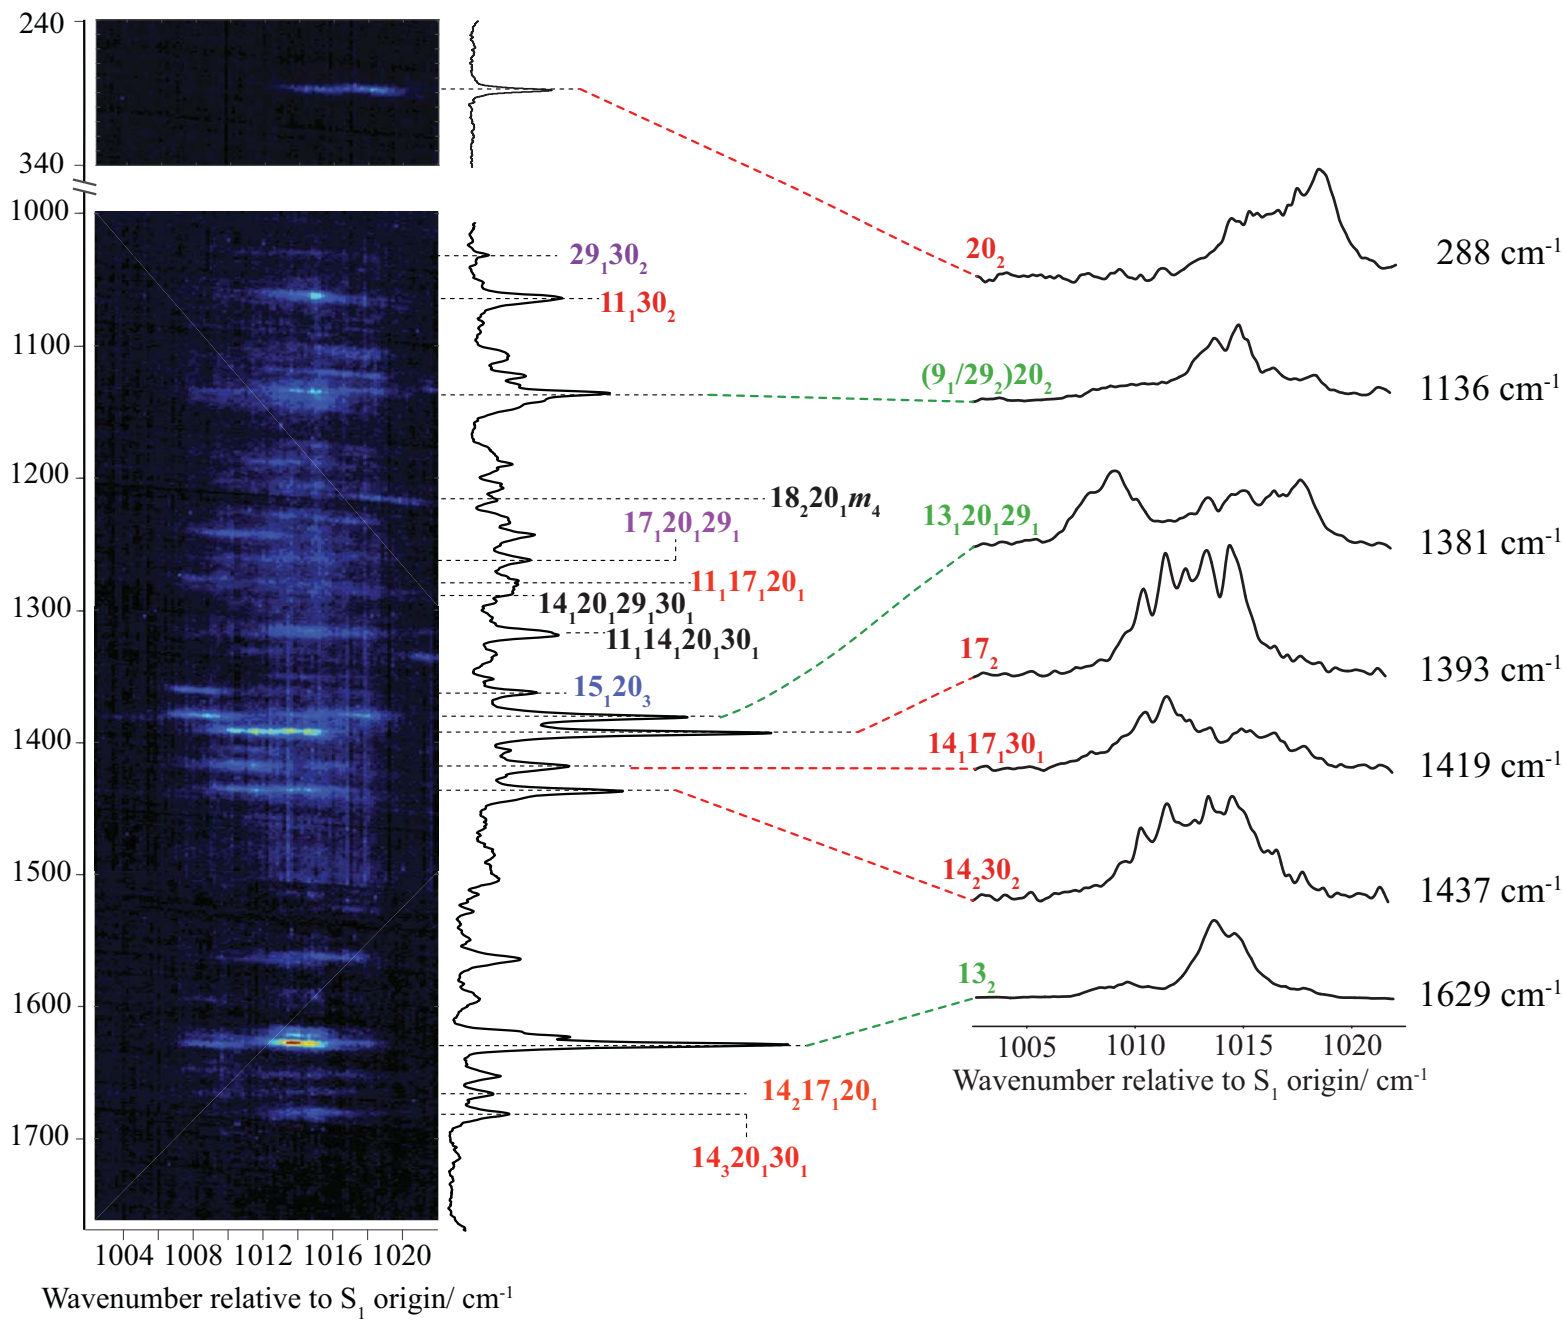 240
340
1000
1100
1200
1300
1400
1500
1600
1700
1004 1008 1012 1016 1020
Wavenumber relative to S₁ origin/ cm⁻¹
29₁30₂
11₁30₂
18₂20₁m₄
17₁20₁29₁
11₁17₁20₁
14₁20₁29₁30₁
11₁14₁20₁30₁
15₁20₃
14₂17₁20₁
14₃20₁30₁
20₂ 288 cm⁻¹
(9₁/29₂)20₂ 1136 cm⁻¹
13₁20₁29₁ 1381 cm⁻¹
17₂ 1393 cm⁻¹
14₁17₁30₁ 1419 cm⁻¹
14₂30₂ 1437 cm⁻¹
13₂ 1629 cm⁻¹
1005 1010 1015 1020
Wavenumber relative to S₁ origin/ cm⁻¹